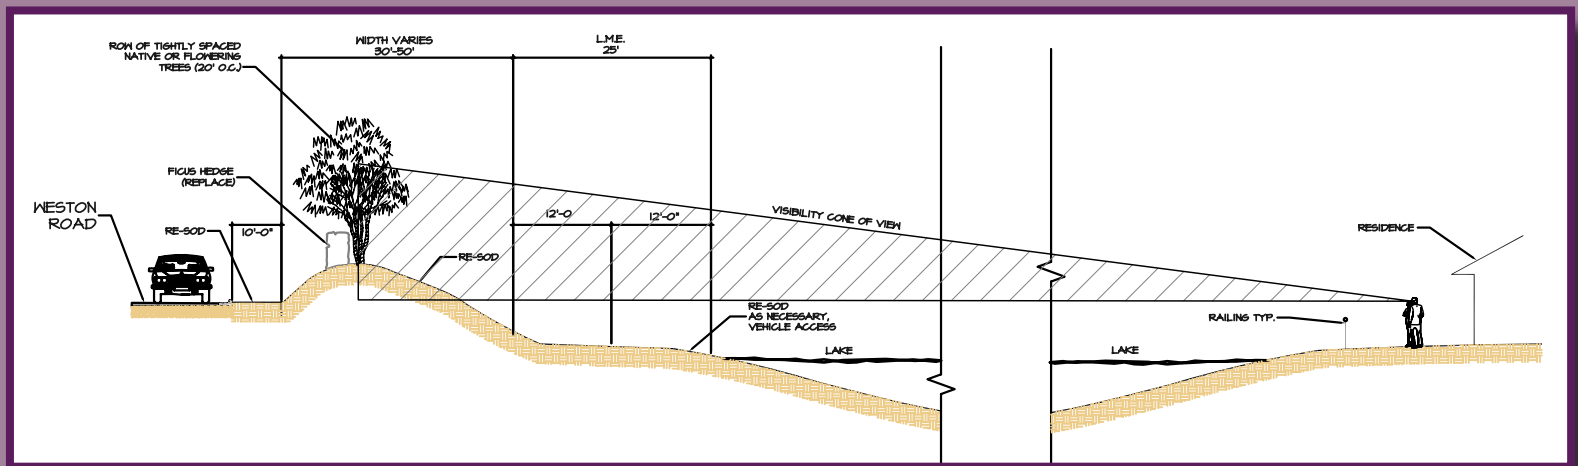 ROW OF TIGHTLY SPACED
NATIVE OR FLOWERING
TREES (20' O.C.)
WIDTH VARIES
30'-50'
L.M.E.
25'
FICUS HEDGE
(REPLACE)
WESTON
ROAD
RE-SOD
10'-0"
12'-0
12'-0"
VISIBILITY CONE OF VIEW
RE-SOD
RESIDENCE
RE-SOD
AS NECESSARY,
VEHICLE ACCESS
RAILING TYP.
LAKE
LAKE